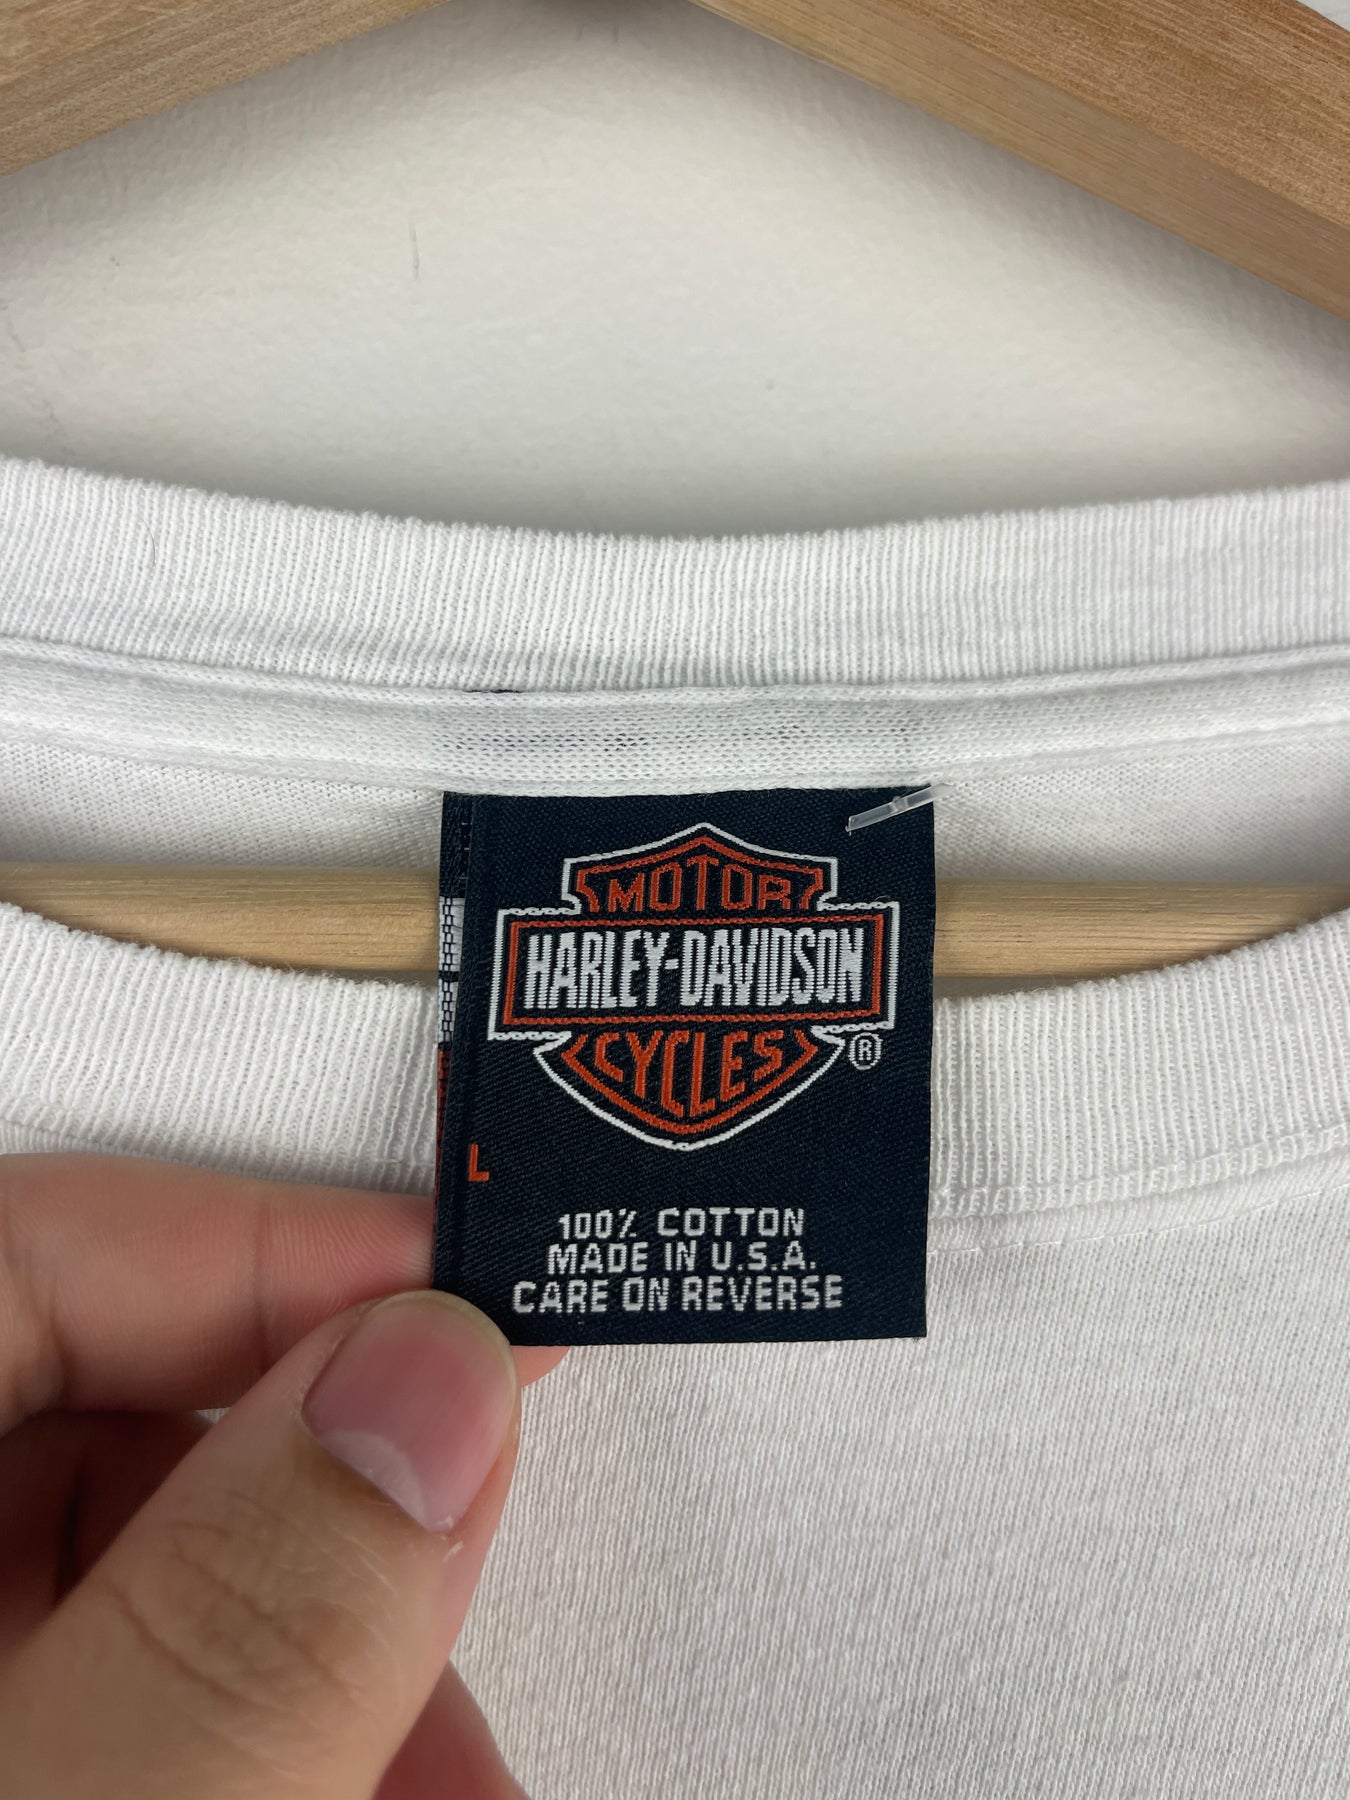 MOTOR
HARLEY-DAVIDSON
CYCLES
®
L
100% COTTON
MADE IN U.S.A.
CARE ON REVERSE